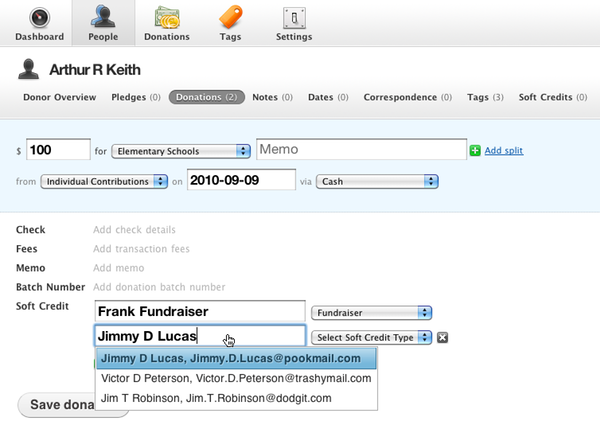 Dashboard People Donations Tags Settings
Arthur R Keith
Donor Overview Pledges (0) Donations (2) Notes (0) Dates (0) Correspondence (0) Tags (3) Soft Credits (0)
$ 100 for Elementary Schools Memo Add split
from Individual Contributions on 2010-09-09 via Cash
Check Add check details
Fees Add transaction fees
Memo Add memo
Batch Number Add donation batch number
Soft Credit Frank Fundraiser Fundraiser
Jimmy D Lucas Select Soft Credit Type
Jimmy D Lucas, Jimmy.D.Lucas@pookmail.com
Victor D Peterson, Victor.D.Peterson@trashymail.com
Jim T Robinson, Jim.T.Robinson@dodgit.com
Save dona